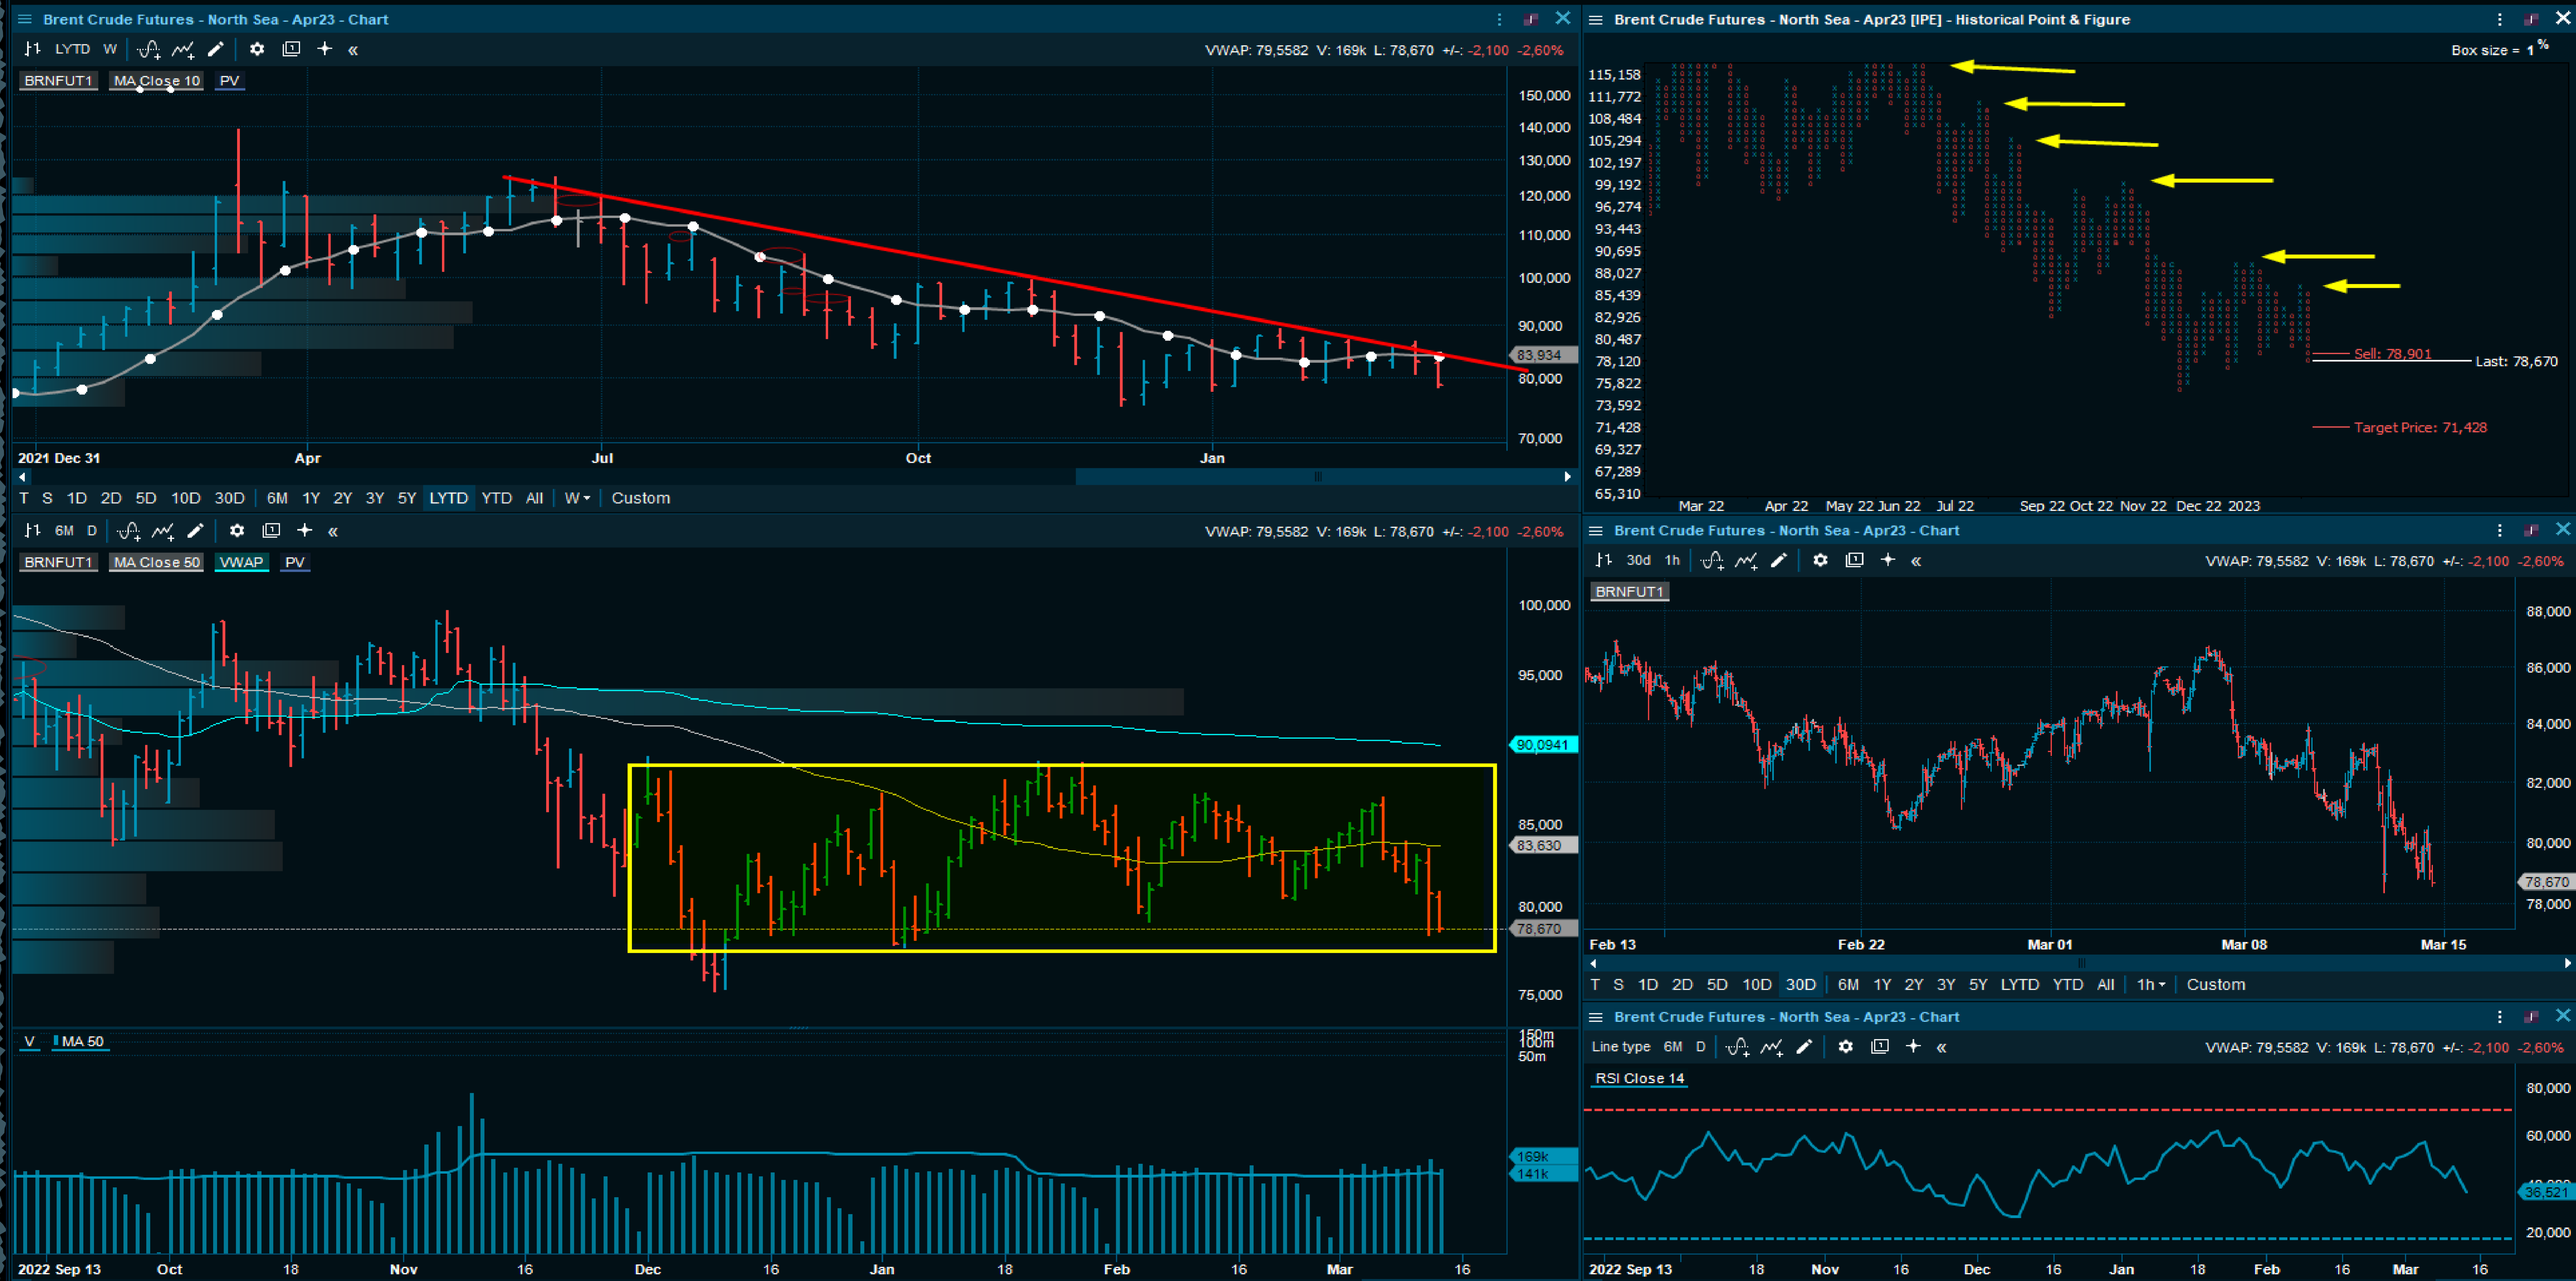 Brent Crude Futures - North Sea - Apr23 - Chart
LYTD W
VWAP: 79,5582 V: 169k L: 78,670 +/-: -2,100 -2,60%
BRNFUT1 MA Close 10 PV
150,000
140,000
130,000
120,000
110,000
100,000
90,000
83,934
80,000
70,000
2021 Dec 31 Apr Jul Oct Jan
T S 1D 2D 5D 10D 30D 6M 1Y 2Y 3Y 5Y LYTD YTD All W Custom
6M D
VWAP: 79,5582 V: 169k L: 78,670 +/-: -2,100 -2,60%
BRNFUT1 MA Close 50 VWAP PV
100,000
95,000
90,0941
85,000
83,630
80,000
78,670
75,000
V MA 50
150m
100m
50m
169k
141k
2022 Sep 13 Oct 18 Nov 16 Dec 16 Jan 18 Feb 16 Mar 16
Brent Crude Futures - North Sea - Apr23 [IPE] - Historical Point & Figure
Box size = 1 %
115,158
111,772
108,484
105,294
102,197
99,192
96,274
93,443
90,695
88,027
85,439
82,926
80,487
78,120
75,822
73,592
71,428
69,327
67,289
65,310
Sell: 78,901
Last: 78,670
Target Price: 71,428
Mar 22 Apr 22 May 22 Jun 22 Jul 22 Sep 22 Oct 22 Nov 22 Dec 22 2023
Brent Crude Futures - North Sea - Apr23 - Chart
30d 1h
VWAP: 79,5582 V: 169k L: 78,670 +/-: -2,100 -2,60%
BRNFUT1
88,000
86,000
84,000
82,000
80,000
78,670
78,000
Feb 13 Feb 22 Mar 01 Mar 08 Mar 15
T S 1D 2D 5D 10D 30D 6M 1Y 2Y 3Y 5Y LYTD YTD All 1h Custom
Brent Crude Futures - North Sea - Apr23 - Chart
Line type 6M D
VWAP: 79,5582 V: 169k L: 78,670 +/-: -2,100 -2,60%
RSI Close 14
80,000
60,000
36,521
20,000
2022 Sep 13 18 Nov 16 Dec 16 Jan 18 Feb 16 Mar 16